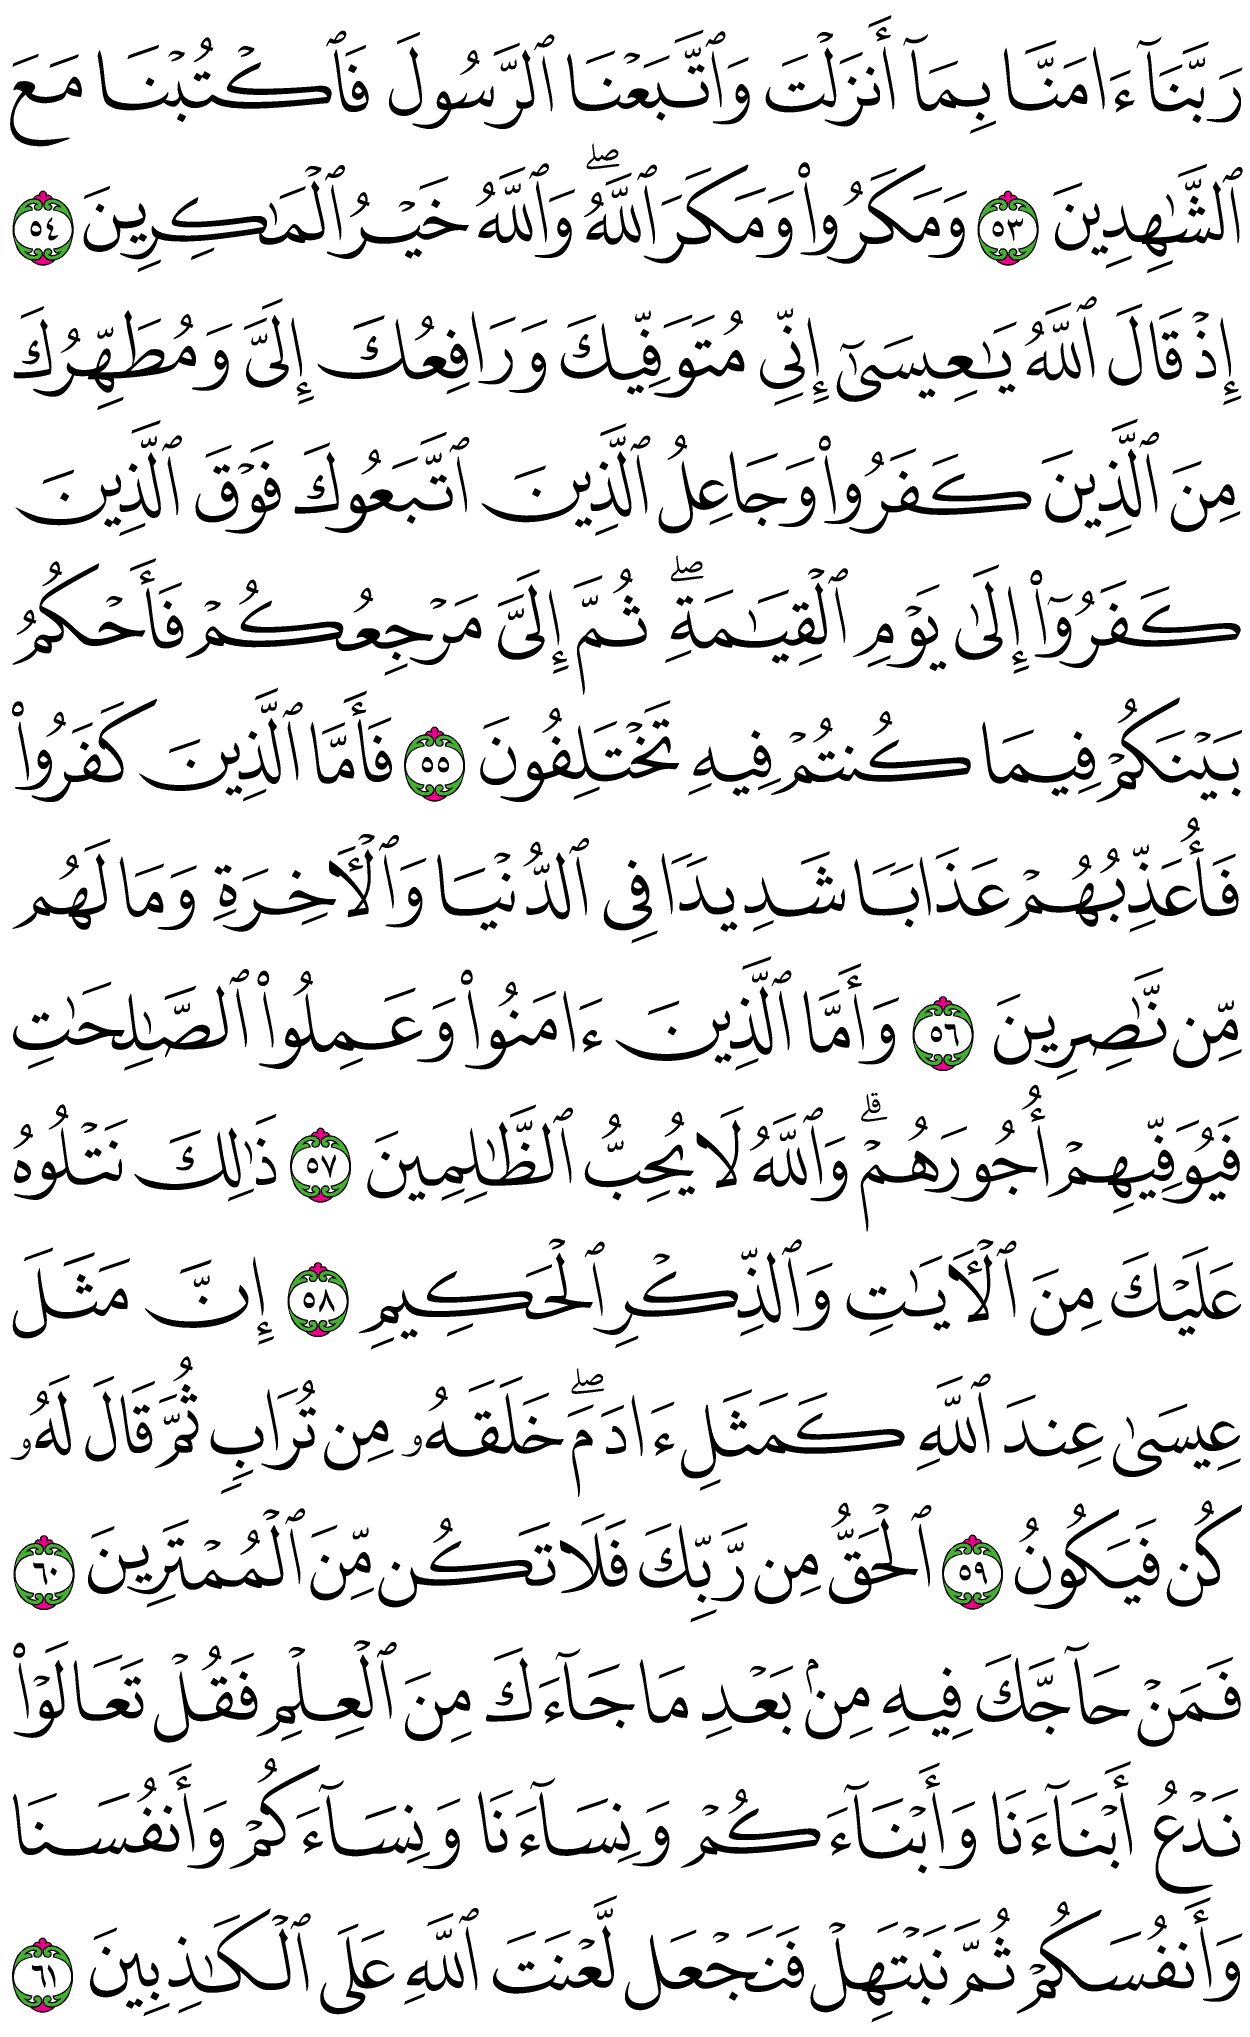 رَبَّنَآ ءَامَنَّا بِمَآ أَنزَلْتَ وَٱتَّبَعْنَا ٱلرَّسُولَ فَٱكْتُبْنَا مَعَ
ٱلشَّٰهِدِينَ ٥٣ وَمَكَرُوا۟ وَمَكَرَ ٱللَّهُ ۖ وَٱللَّهُ خَيْرُ ٱلْمَٰكِرِينَ ٥٤
إِذْ قَالَ ٱللَّهُ يَٰعِيسَىٰٓ إِنِّى مُتَوَفِّيكَ وَرَافِعُكَ إِلَىَّ وَمُطَهِّرُكَ
مِنَ ٱلَّذِينَ كَفَرُوا۟ وَجَاعِلُ ٱلَّذِينَ ٱتَّبَعُوكَ فَوْقَ ٱلَّذِينَ
كَفَرُوٓا۟ إِلَىٰ يَوْمِ ٱلْقِيَٰمَةِ ۖ ثُمَّ إِلَىَّ مَرْجِعُكُمْ فَأَحْكُمُ
بَيْنَكُمْ فِيمَا كُنتُمْ فِيهِ تَخْتَلِفُونَ ٥٥ فَأَمَّا ٱلَّذِينَ كَفَرُوا۟
فَأُعَذِّبُهُمْ عَذَابًا شَدِيدًا فِى ٱلدُّنْيَا وَٱلْـَٔاخِرَةِ وَمَا لَهُم
مِّن نَّٰصِرِينَ ٥٦ وَأَمَّا ٱلَّذِينَ ءَامَنُوا۟ وَعَمِلُوا۟ ٱلصَّٰلِحَٰتِ
فَيُوَفِّيهِمْ أُجُورَهُمْ ۗ وَٱللَّهُ لَا يُحِبُّ ٱلظَّٰلِمِينَ ٥٧ ذَٰلِكَ نَتْلُوهُ
عَلَيْكَ مِنَ ٱلْـَٔايَٰتِ وَٱلذِّكْرِ ٱلْحَكِيمِ ٥٨ إِنَّ مَثَلَ
عِيسَىٰ عِندَ ٱللَّهِ كَمَثَلِ ءَادَمَ ۖ خَلَقَهُۥ مِن تُرَابٍ ثُمَّ قَالَ لَهُۥ
كُن فَيَكُونُ ٥٩ ٱلْحَقُّ مِن رَّبِّكَ فَلَا تَكُن مِّنَ ٱلْمُمْتَرِينَ ٦٠
فَمَنْ حَآجَّكَ فِيهِ مِنۢ بَعْدِ مَا جَآءَكَ مِنَ ٱلْعِلْمِ فَقُلْ تَعَالَوْا۟
نَدْعُ أَبْنَآءَنَا وَأَبْنَآءَكُمْ وَنِسَآءَنَا وَنِسَآءَكُمْ وَأَنفُسَنَا
وَأَنفُسَكُمْ ثُمَّ نَبْتَهِلْ فَنَجْعَل لَّعْنَتَ ٱللَّهِ عَلَى ٱلْكَٰذِبِينَ ٦١